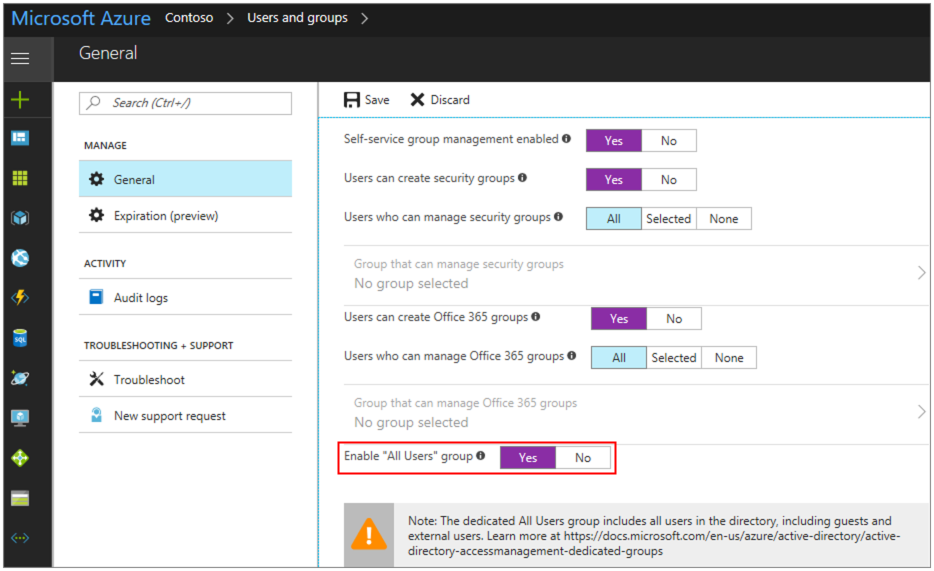 Microsoft Azure Contoso > Users and groups >
General
Search (Ctrl+/)
MANAGE
General
Expiration (preview)
ACTIVITY
Audit logs
TROUBLESHOOTING + SUPPORT
Troubleshoot
New support request
Save Discard
Self-service group management enabled Yes No
Users can create security groups Yes No
Users who can manage security groups All Selected None
Group that can manage security groups
No group selected
Users can create Office 365 groups Yes No
Users who can manage Office 365 groups All Selected None
Group that can manage Office 365 groups
No group selected
Enable "All Users" group Yes No
Note: The dedicated All Users group includes all users in the directory, including guests and
external users. Learn more at https://docs.microsoft.com/en-us/azure/active-directory/active-
directory-accessmanagement-dedicated-groups
SQL